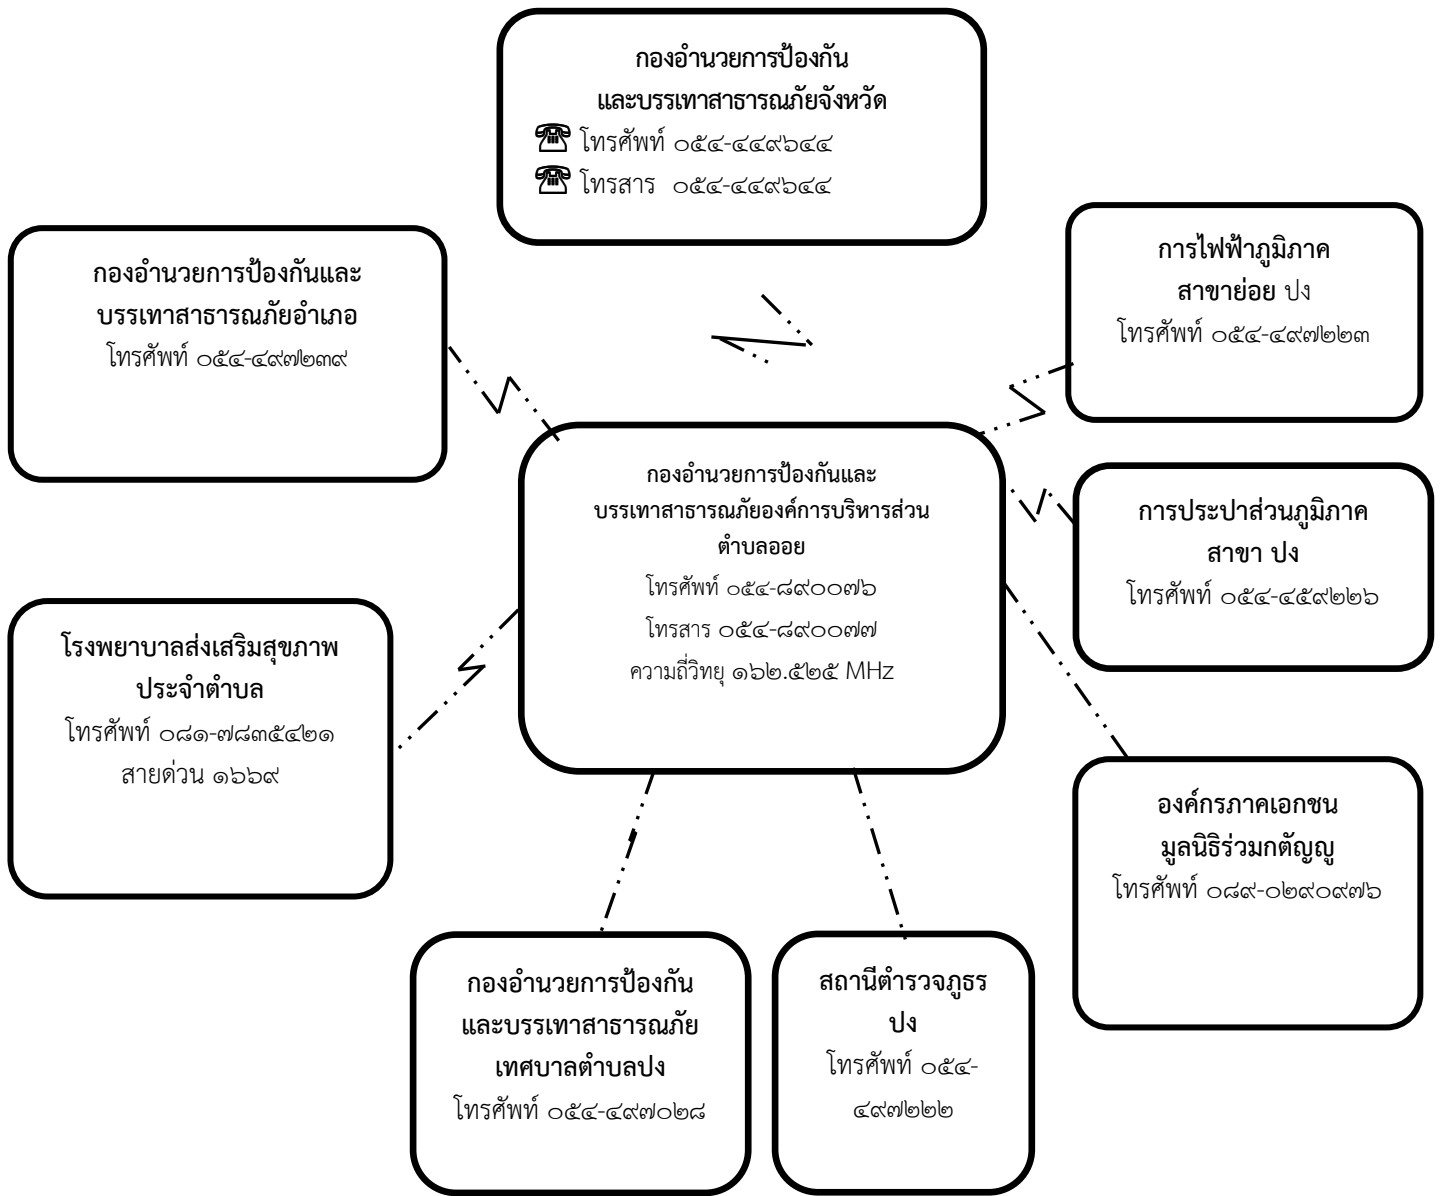 กองอำนวยการป้องกัน
และบรรเทาสาธารณภัยจังหวัด
โทรศัพท์ ๐๕๔-๔๔๙๖๔๔
โทรสาร ๐๕๔-๔๔๙๖๔๔
กองอำนวยการป้องกันและ
บรรเทาสาธารณภัยอำเภอ
โทรศัพท์ ๐๕๔-๔๙๗๒๓๙
การไฟฟ้าภูมิภาค
สาขาย่อย ปง
โทรศัพท์ ๐๕๔-๔๙๗๒๒๓
กองอำนวยการป้องกันและ
บรรเทาสาธารณภัยองค์การบริหารส่วน
ตำบลออย
โทรศัพท์ ๐๕๔-๘๙๐๐๗๖
โทรสาร ๐๕๔-๘๙๐๐๗๗
ความถี่วิทยุ ๑๖๒.๕๒๕ MHz
การประปาส่วนภูมิภาค
สาขา ปง
โทรศัพท์ ๐๕๔-๔๕๙๒๒๖
โรงพยาบาลส่งเสริมสุขภาพ
ประจำตำบล
โทรศัพท์ ๐๘๑-๗๘๓๕๔๒๑
สายด่วน ๑๖๖๙
องค์กรภาคเอกชน
มูลนิธิร่วมกตัญญู
โทรศัพท์ ๐๘๙-๐๒๙๐๙๗๖
กองอำนวยการป้องกัน
และบรรเทาสาธารณภัย
เทศบาลตำบลปง
โทรศัพท์ ๐๕๔-๔๙๗๐๒๘
สถานีตำรวจภูธร
ปง
โทรศัพท์ ๐๕๔-
๔๙๗๒๒๒